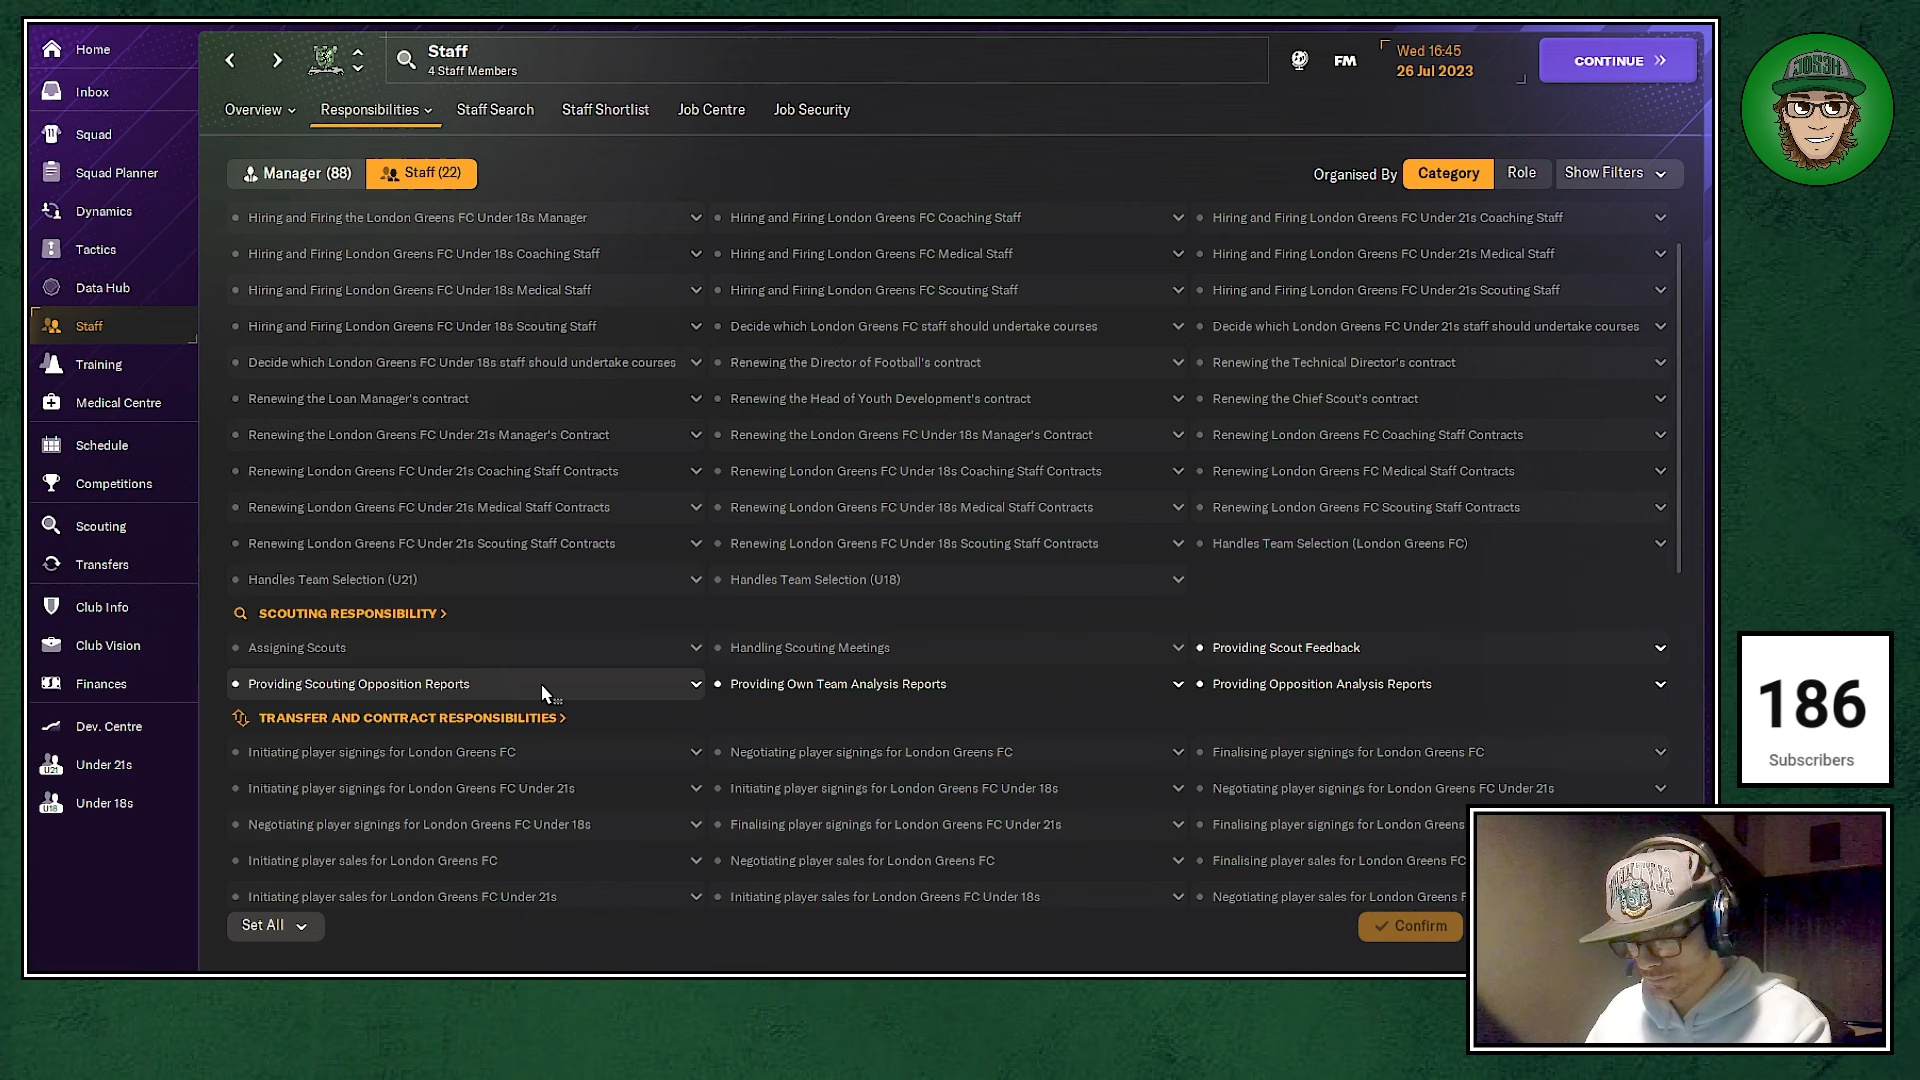 Home
Inbox
Squad
Squad Planner
Dynamics
Tactics
Data Hub
Staff
Training
Medical Centre
Schedule
Competitions
Scouting
Transfers
Club Info
Club Vision
Finances
Dev. Centre
U21 Under 21s
U18 Under 18s
Staff
4 Staff Members
FM
Wed 16:45
26 Jul 2023
CONTINUE
Overview Responsibilities Staff Search Staff Shortlist Job Centre Job Security
Manager (88) Staff (22)
Organised By Category Role Show Filters
Hiring and Firing the London Greens FC Under 18s Manager Hiring and Firing London Greens FC Coaching Staff Hiring and Firing London Greens FC Under 21s Coaching Staff
Hiring and Firing London Greens FC Under 18s Coaching Staff Hiring and Firing London Greens FC Medical Staff Hiring and Firing London Greens FC Under 21s Medical Staff
Hiring and Firing London Greens FC Under 18s Medical Staff Hiring and Firing London Greens FC Scouting Staff Hiring and Firing London Greens FC Under 21s Scouting Staff
Hiring and Firing London Greens FC Under 18s Scouting Staff Decide which London Greens FC staff should undertake courses Decide which London Greens FC Under 21s staff should undertake courses
Decide which London Greens FC Under 18s staff should undertake courses Renewing the Director of Football's contract Renewing the Technical Director's contract
Renewing the Loan Manager's contract Renewing the Head of Youth Development's contract Renewing the Chief Scout's contract
Renewing the London Greens FC Under 21s Manager's Contract Renewing the London Greens FC Under 18s Manager's Contract Renewing London Greens FC Coaching Staff Contracts
Renewing London Greens FC Under 21s Coaching Staff Contracts Renewing London Greens FC Under 18s Coaching Staff Contracts Renewing London Greens FC Medical Staff Contracts
Renewing London Greens FC Under 21s Medical Staff Contracts Renewing London Greens FC Under 18s Medical Staff Contracts Renewing London Greens FC Scouting Staff Contracts
Renewing London Greens FC Under 21s Scouting Staff Contracts Renewing London Greens FC Under 18s Scouting Staff Contracts Handles Team Selection (London Greens FC)
Handles Team Selection (U21) Handles Team Selection (U18)
SCOUTING RESPONSIBILITY >
Assigning Scouts Handling Scouting Meetings Providing Scout Feedback
Providing Scouting Opposition Reports Providing Own Team Analysis Reports Providing Opposition Analysis Reports
TRANSFER AND CONTRACT RESPONSIBILITIES >
Initiating player signings for London Greens FC Negotiating player signings for London Greens FC Finalising player signings for London Greens FC
Initiating player signings for London Greens FC Under 21s Initiating player signings for London Greens FC Under 18s Negotiating player signings for London Greens FC Under 21s
Negotiating player signings for London Greens FC Under 18s Finalising player signings for London Greens FC Under 21s Finalising player signings for London Greens
Initiating player sales for London Greens FC Negotiating player sales for London Greens FC Finalising player sales for London Greens FC
Initiating player sales for London Greens FC Under 21s Initiating player sales for London Greens FC Under 18s Negotiating player sales for London Greens F
Set All Confirm
186
Subscribers